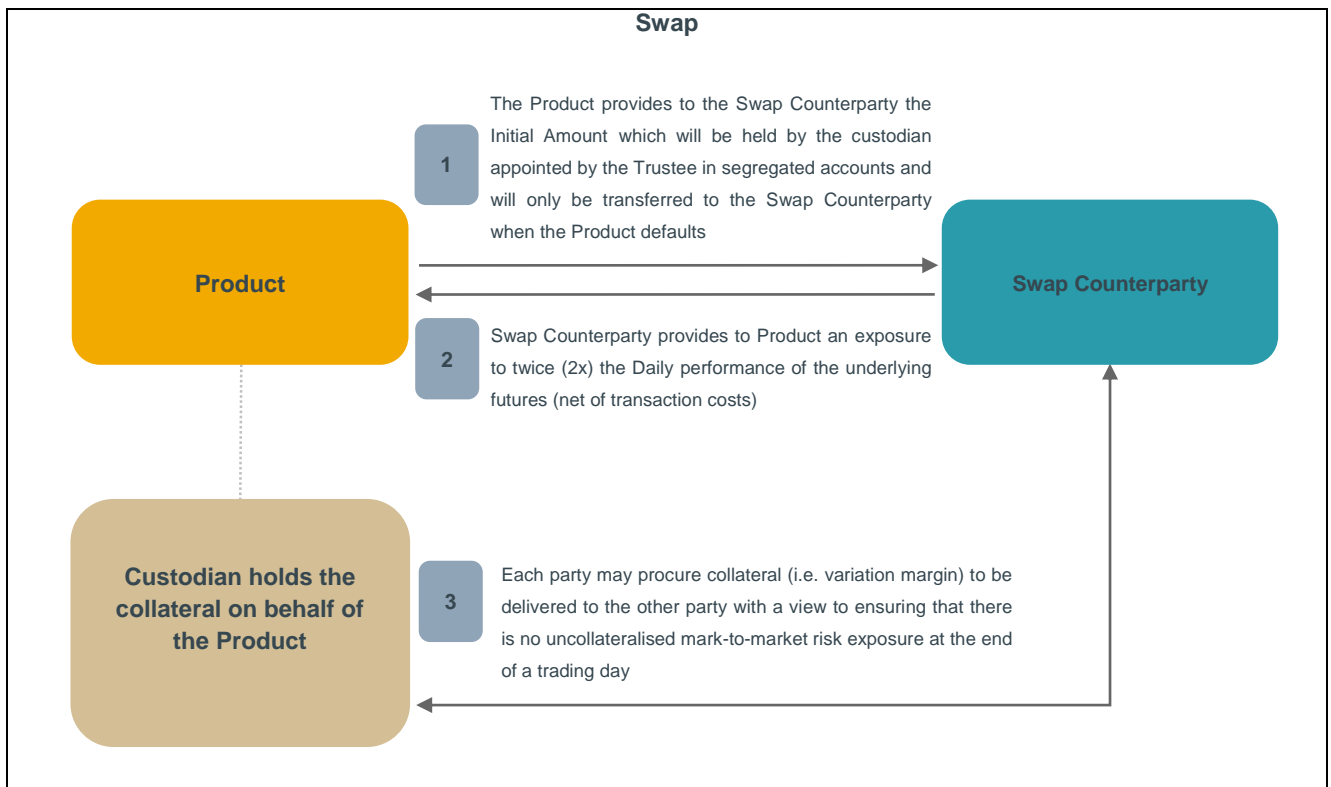 Swap
1
The Product provides to the Swap Counterparty the
Initial Amount which will be held by the custodian
appointed by the Trustee in segregated accounts and
will only be transferred to the Swap Counterparty
when the Product defaults
Product
Swap Counterparty
2
Swap Counterparty provides to Product an exposure
to twice (2x) the Daily performance of the underlying
futures (net of transaction costs)
Custodian holds the
collateral on behalf of
the Product
3
Each party may procure collateral (i.e. variation margin) to be
delivered to the other party with a view to ensuring that there
is no uncollateralised mark-to-market risk exposure at the end
of a trading day